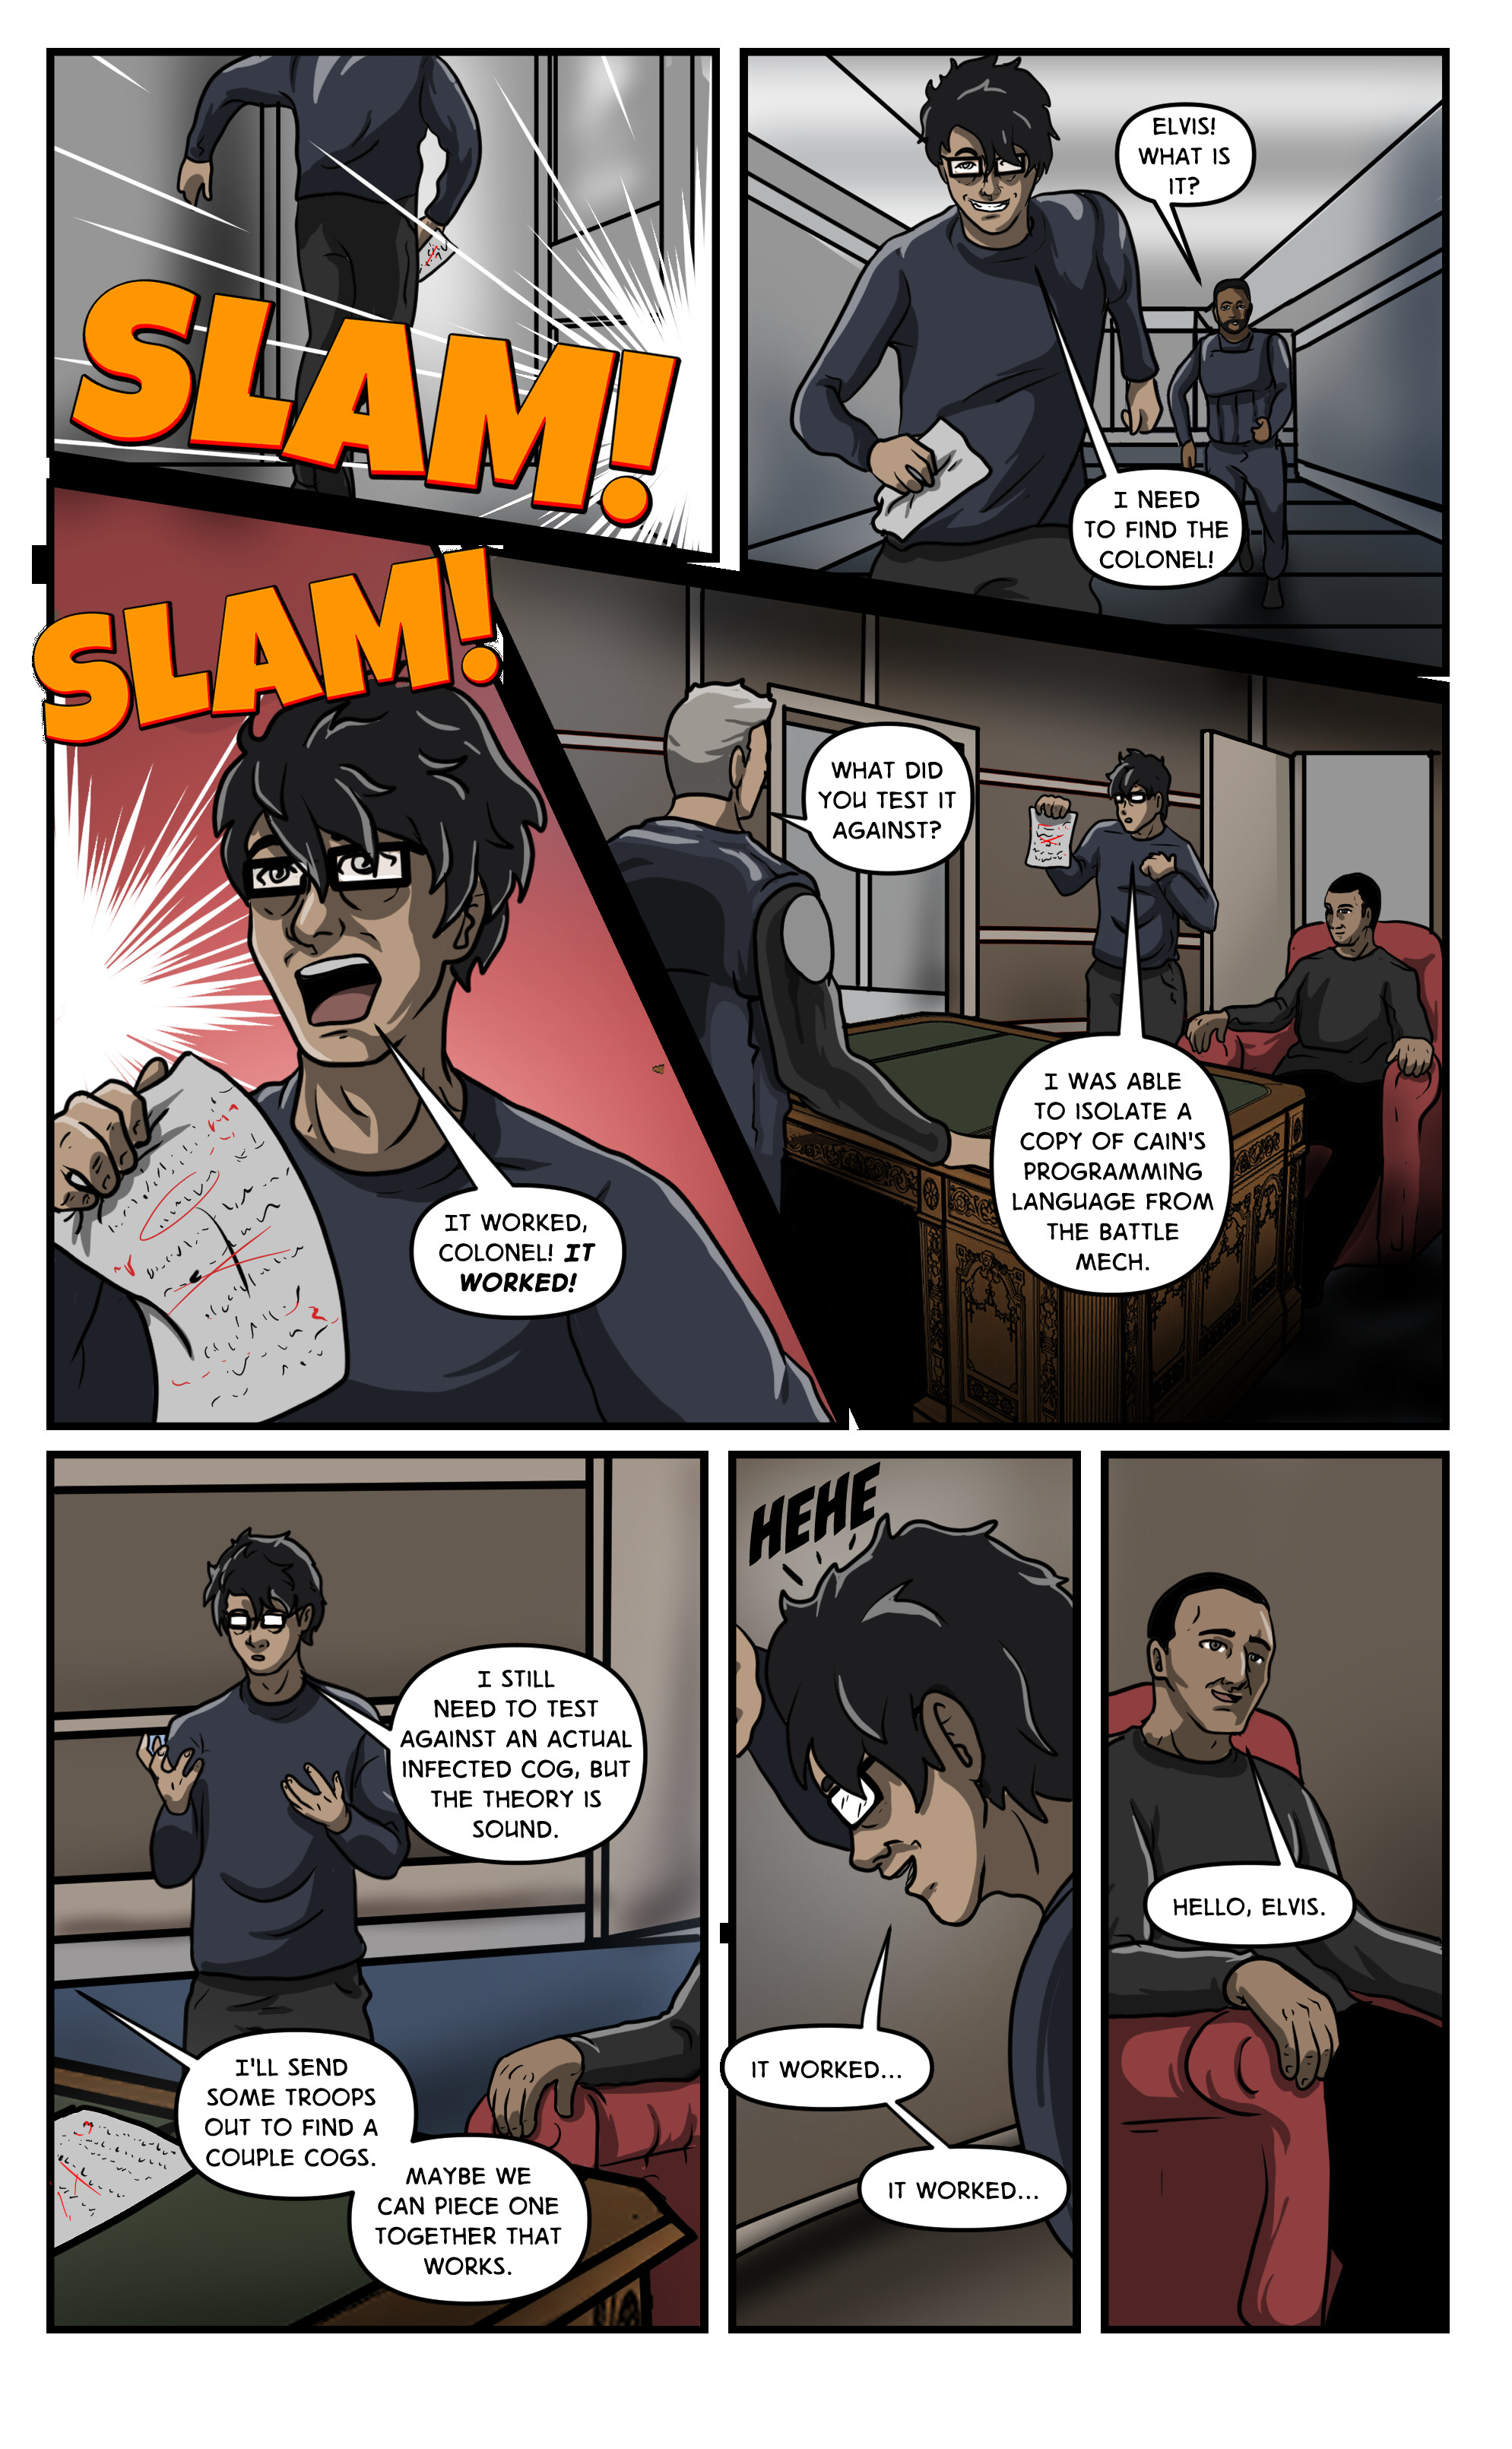 SLAM!
ELVIS!
WHAT IS
IT?
I NEED
TO FIND THE
COLONEL!
SLAM!
IT WORKED,
COLONEL! IT
WORKED!
WHAT DID
YOU TEST IT
AGAINST?
I WAS ABLE
TO ISOLATE A
COPY OF CAIN'S
PROGRAMMING
LANGUAGE FROM
THE BATTLE
MECH.
I STILL
NEED TO TEST
AGAINST AN ACTUAL
INFECTED COG, BUT
THE THEORY IS
SOUND.
I'LL SEND
SOME TROOPS
OUT TO FIND A
COUPLE COGS.
MAYBE WE
CAN PIECE ONE
TOGETHER THAT
WORKS.
HEHE
IT WORKED...
IT WORKED...
HELLO, ELVIS.